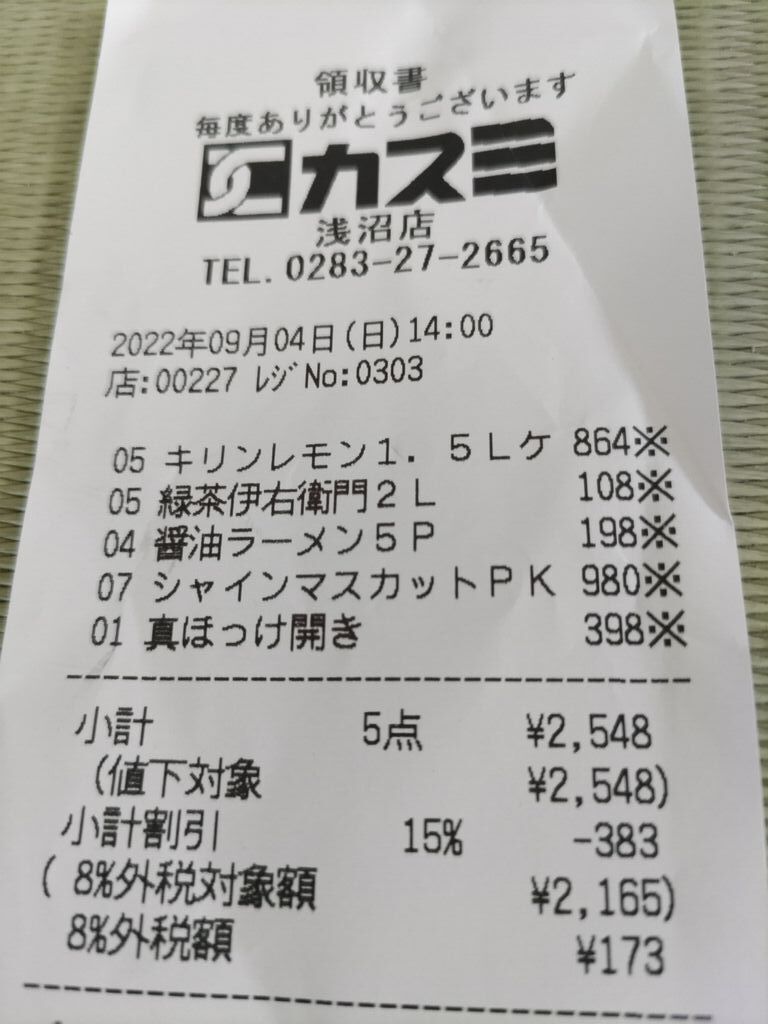 領収書
毎度ありがとうございます
カスミ
浅沼店
TEL. 0283-27-2665
2022年09月04日(日)14:00
店:00227 ﾚｼﾞNo:0303
05 キリンレモン1．5Lケ 864※
05 緑茶伊右衛門2L 108※
04 醤油ラーメン5P 198※
07 シャインマスカットPK 980※
01 真ほっけ開き 398※
小計 5点 ¥2,548
(値下対象 ¥2,548)
小計割引 15% -383
( 8%外税対象額 ¥2,165)
8%外税額 ¥173